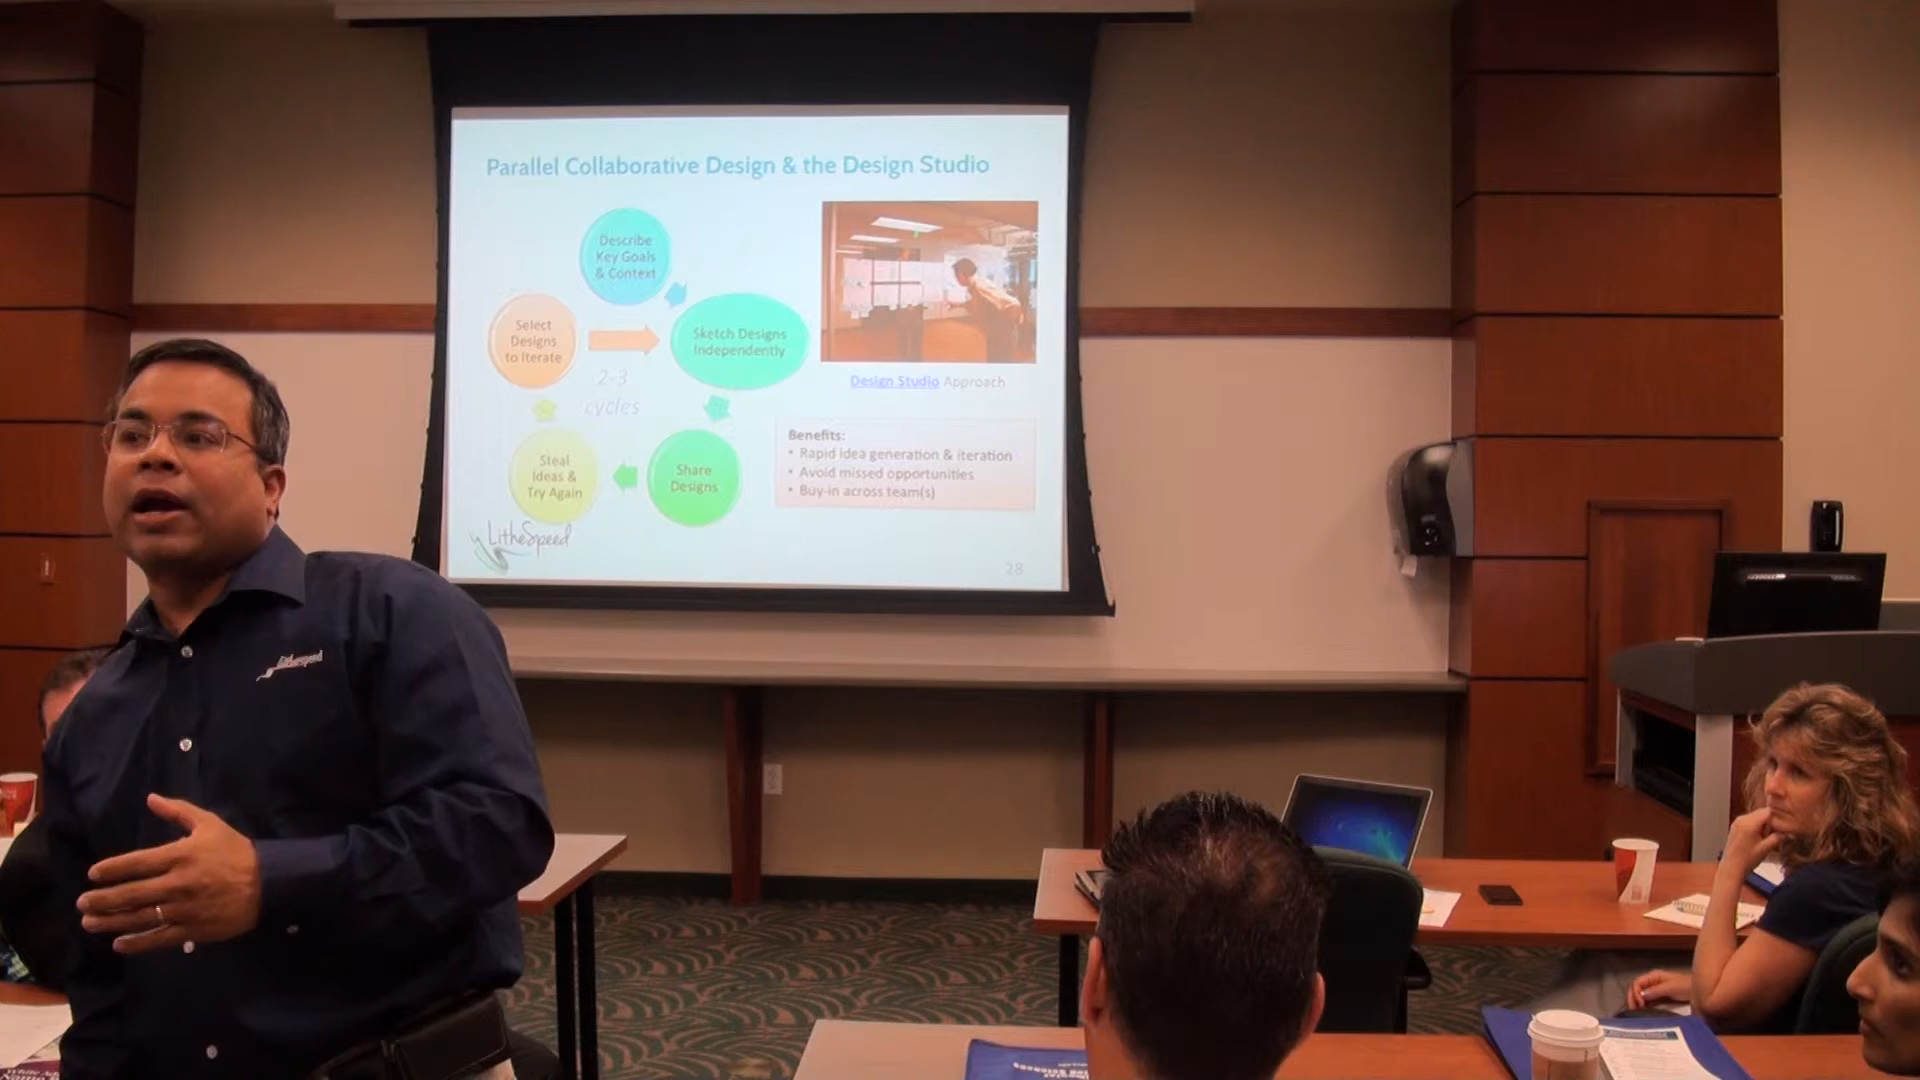 Parallel Collaborative Design & the Design Studio
Describe
Key Goals
& Context
Select
Designs
to Iterate
Sketch Designs
Independently
2-3
cycles
Design Studio Approach
Steal
Ideas &
Try Again
Share
Designs
Benefits:
• Rapid idea generation & iteration
• Avoid missed opportunities
• Buy-in across team(s)
LitheSpeed
28